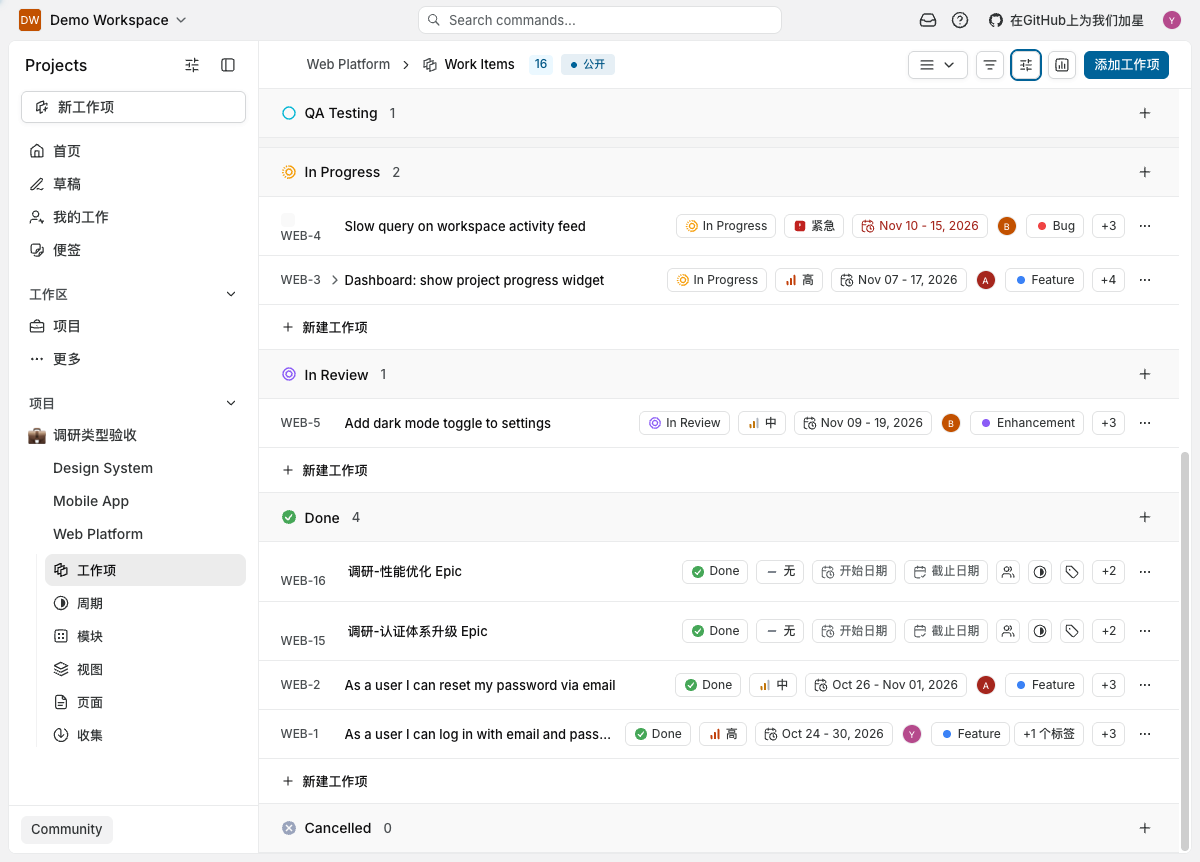 DW Demo Workspace
Search commands...
在GitHub上为我们加星
Y
Projects
新工作项
首页
草稿
我的工作
便签
工作区
项目
更多
项目
调研类型验收
Design System
Mobile App
Web Platform
工作项
周期
模块
视图
页面
收集
Community
Web Platform Work Items 16 公开
添加工作项
QA Testing 1
In Progress 2
WEB-4 Slow query on workspace activity feed In Progress 紧急 Nov 10 - 15, 2026 B Bug +3
WEB-3 Dashboard: show project progress widget In Progress 高 Nov 07 - 17, 2026 A Feature +4
新建工作项
In Review 1
WEB-5 Add dark mode toggle to settings In Review 中 Nov 09 - 19, 2026 B Enhancement +3
新建工作项
Done 4
WEB-16 调研-性能优化 Epic Done 无 开始日期 截止日期 +2
WEB-15 调研-认证体系升级 Epic Done 无 开始日期 截止日期 +2
WEB-2 As a user I can reset my password via email Done 中 Oct 26 - Nov 01, 2026 A Feature +3
WEB-1 As a user I can log in with email and pass... Done 高 Oct 24 - 30, 2026 Y Feature +1 个标签 +3
新建工作项
Cancelled 0